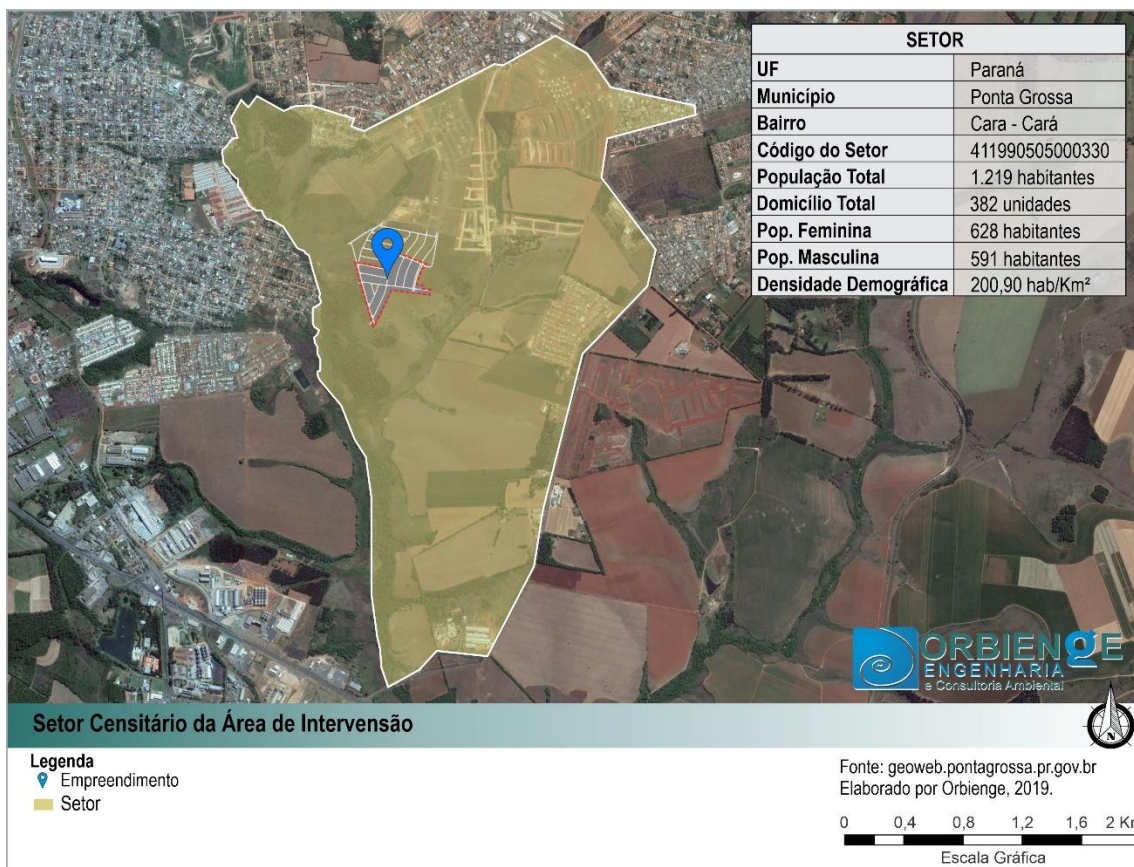 SETOR
UF Paraná
Município Ponta Grossa
Bairro Cara - Cará
Código do Setor 411990505000330
População Total 1.219 habitantes
Domicílio Total 382 unidades
Pop. Feminina 628 habitantes
Pop. Masculina 591 habitantes
Densidade Demográfica 200,90 hab/Km²
ORBIENGE
ENGENHARIA
e Consultoria Ambiental
Setor Censitário da Área de Intervensão
N
Legenda
Empreendimento
Setor
Fonte: geoweb.pontagrossa.pr.gov.br
Elaborado por Orbienge, 2019.
0 0,4 0,8 1,2 1,6 2 Km
Escala Gráfica